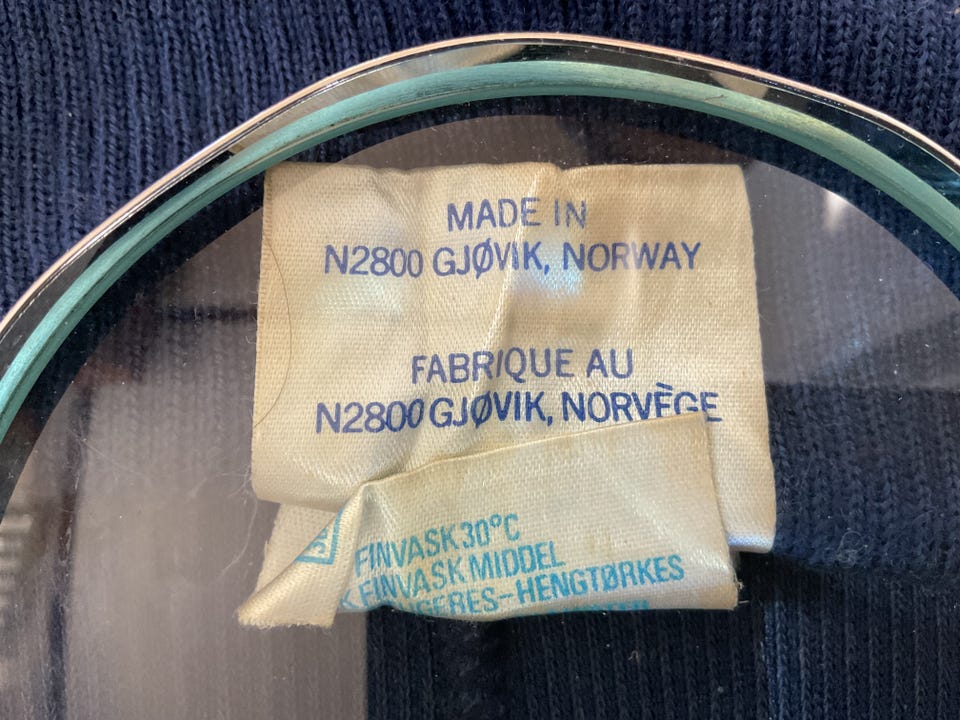 MADE IN
N2800 GJØVIK, NORWAY
FABRIQUE AU
N2800 GJØVIK, NORVÈGE
FINVASK 30°C
FINVASK MIDDEL
HENGTØRKES